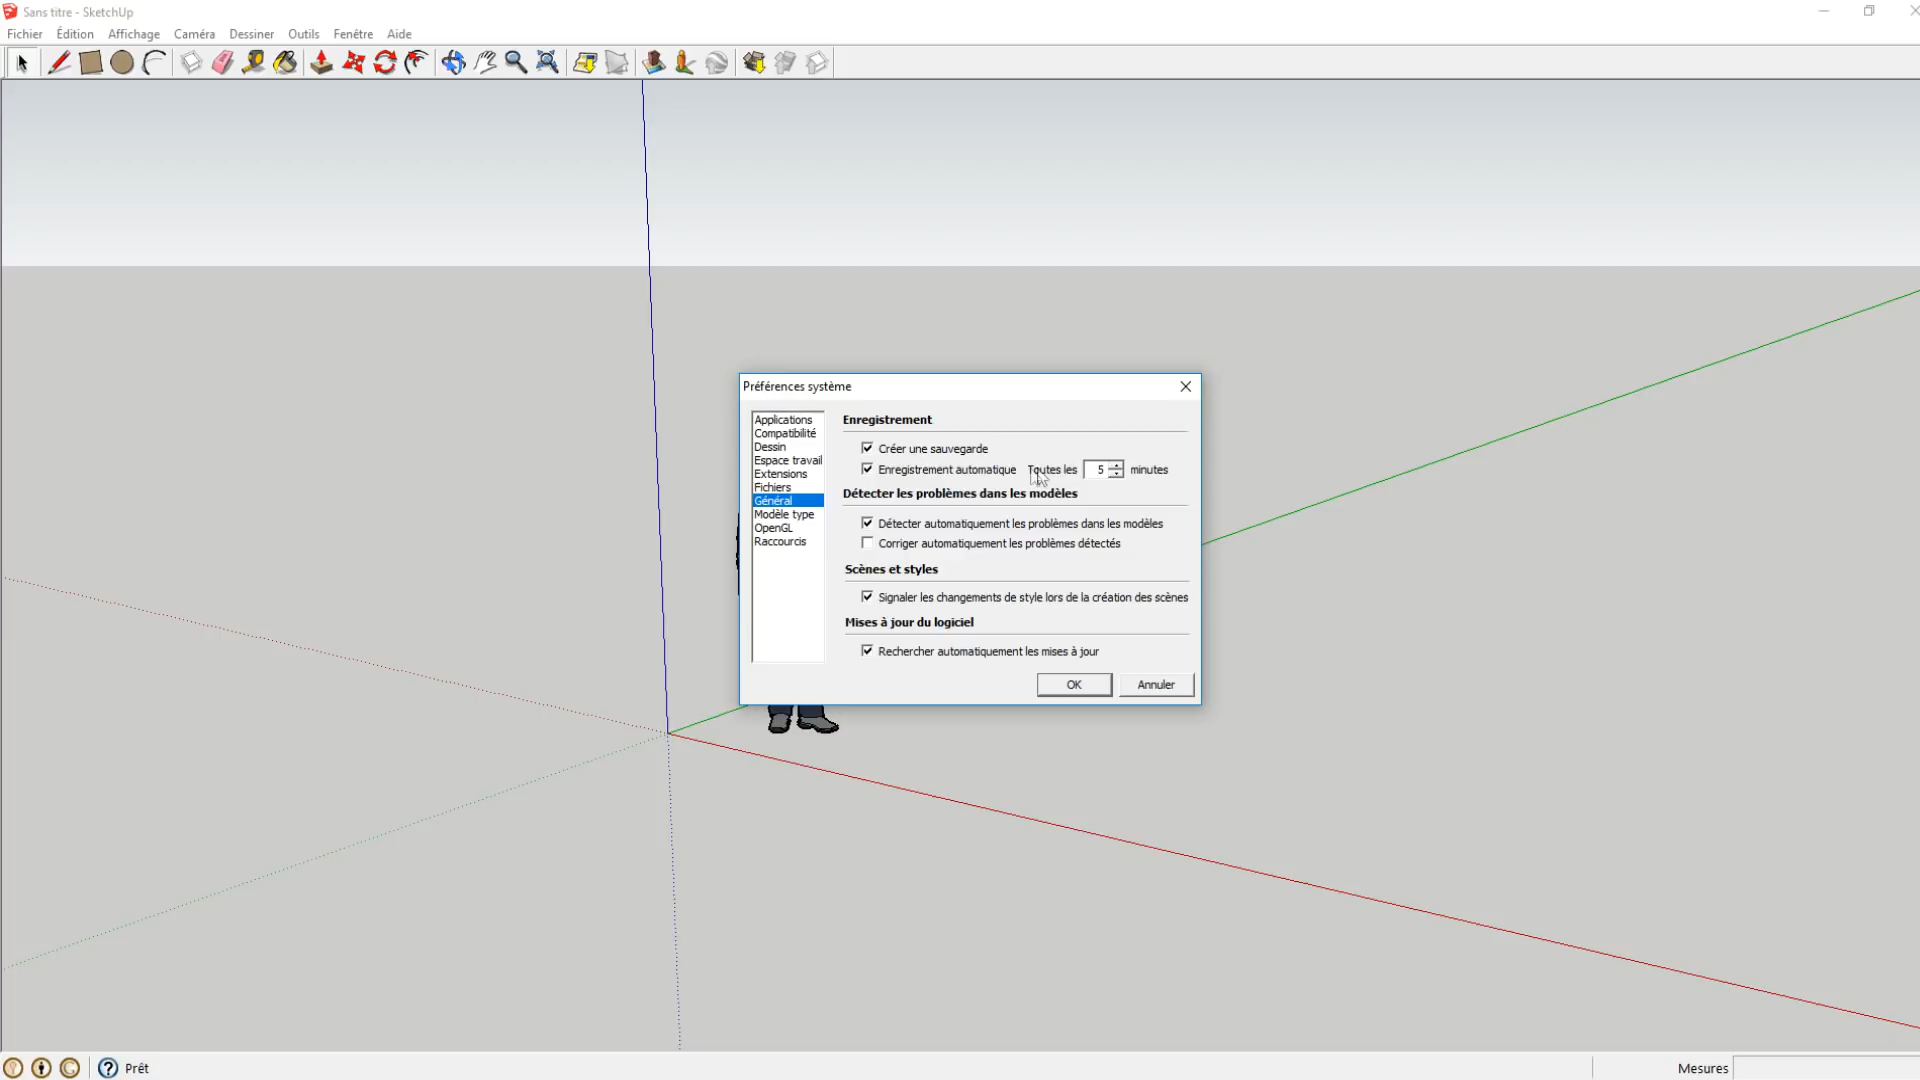 Sans titre - SketchUp
Fichier Édition Affichage Caméra Dessiner Outils Fenêtre Aide
Préférences système
Applications
Compatibilité
Dessin
Espace travail
Extensions
Fichiers
Général
Modèle type
OpenGL
Raccourcis
Enregistrement
Créer une sauvegarde
Enregistrement automatique Toutes les 5 minutes
Détecter les problèmes dans les modèles
Détecter automatiquement les problèmes dans les modèles
Corriger automatiquement les problèmes détectés
Scènes et styles
Signaler les changements de style lors de la création des scènes
Mises à jour du logiciel
Rechercher automatiquement les mises à jour
OK Annuler
Prêt
Mesures